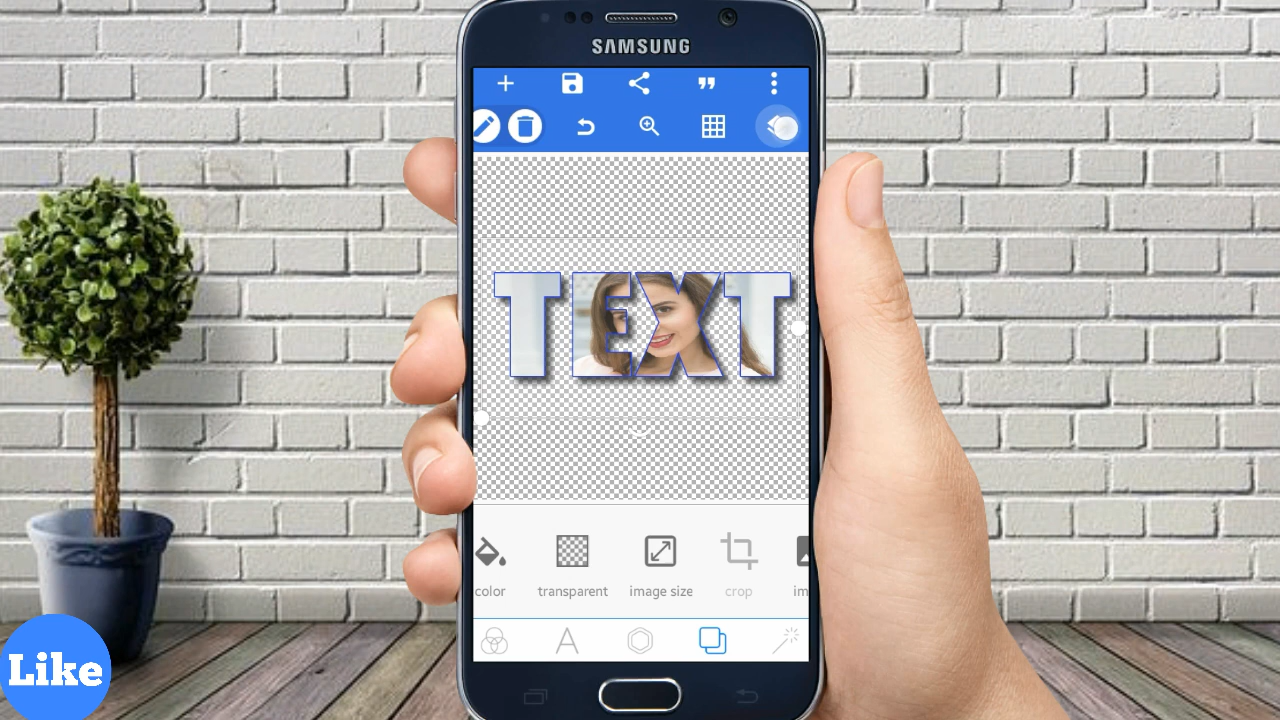 SAMSUNG
TEXT
color
transparent
image size
crop
im
Like